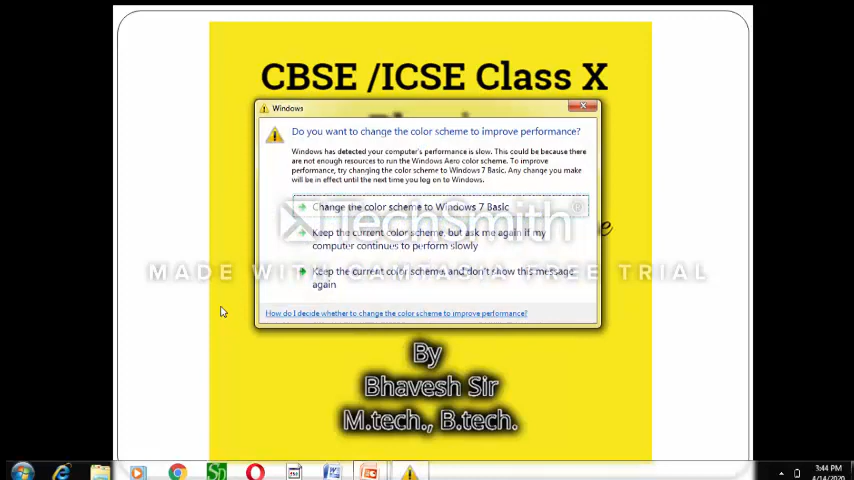 CBSE /ICSE Class X
Windows
Do you want to change the color scheme to improve performance?
Windows has detected your computer's performance is slow. This could be because there
are not enough resources to run the Windows Aero color scheme. To improve
performance, try changing the color scheme to Windows 7 Basic. Any change you make
will be in effect until the next time you log on to Windows.
Change the color scheme to Windows 7 Basic
TechSmith
Keep the current color scheme, but ask me again if my
computer continues to perform slowly
MADE WITH CAMTASIA FREE TRIAL
Keep the current color scheme, and don't show this message
again
How do I decide whether to change the color scheme to improve performance?
By
Bhavesh Sir
M.tech., B.tech.
3:44 PM
4/14/2020